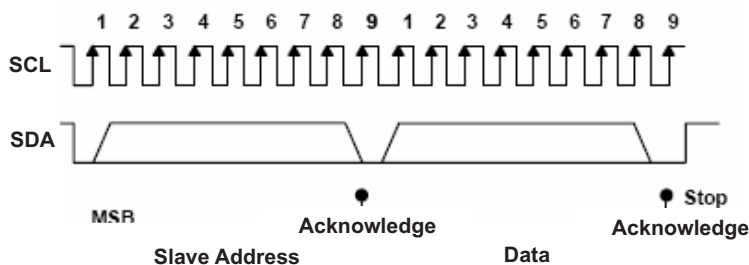 1 2 3 4 5 6 7 8 9 1 2 3 4 5 6 7 8 9
SCL
SDA
Stop
MSB
Acknowledge
Acknowledge
Slave Address
Data